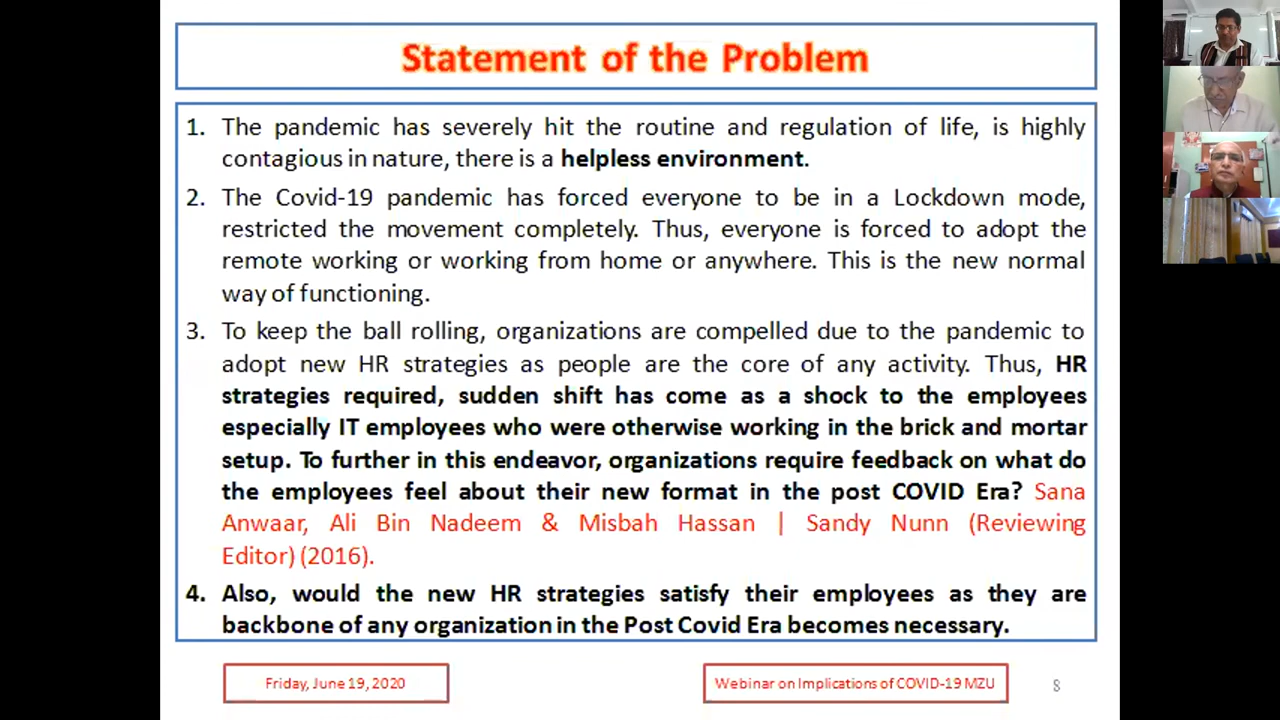 Statement of the Problem
1. The pandemic has severely hit the routine and regulation of life, is highly
contagious in nature, there is a helpless environment.
2. The Covid-19 pandemic has forced everyone to be in a Lockdown mode,
restricted the movement completely. Thus, everyone is forced to adopt the
remote working or working from home or anywhere. This is the new normal
way of functioning.
3. To keep the ball rolling, organizations are compelled due to the pandemic to
adopt new HR strategies as people are the core of any activity. Thus, HR
strategies required, sudden shift has come as a shock to the employees
especially IT employees who were otherwise working in the brick and mortar
setup. To further in this endeavor, organizations require feedback on what do
the employees feel about their new format in the post COVID Era? Sana
Anwaar, Ali Bin Nadeem & Misbah Hassan | Sandy Nunn (Reviewing
Editor) (2016).
4. Also, would the new HR strategies satisfy their employees as they are
backbone of any organization in the Post Covid Era becomes necessary.
Friday, June 19, 2020
Webinar on Implications of COVID-19 MZU
8